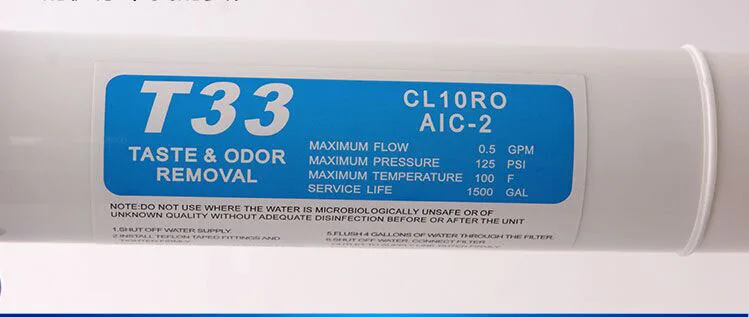 T33
TASTE & ODOR
REMOVAL
CL10RO
AIC-2
MAXIMUM FLOW 0.5 GPM
MAXIMUM PRESSURE 125 PSI
MAXIMUM TEMPERATURE 100 F
SERVICE LIFE 1500 GAL
NOTE:DO NOT USE WHERE THE WATER IS MICROBIOLOGICALLY UNSAFE OR OF
UNKNOWN QUALITY WITHOUT ADEQUATE DISINFECTION BEFORE OR AFTER THE UNIT
1.SHUT OFF WATER SUPPLY
2.INSTALL TEFLON TAPED FITTINGS AND
TIGHTEN FIRMLY
5.FLUSH 4 GALLONS OF WATER THROUGH THE FILTER
6.SHUT OFF WATER, CONNECT FILTER